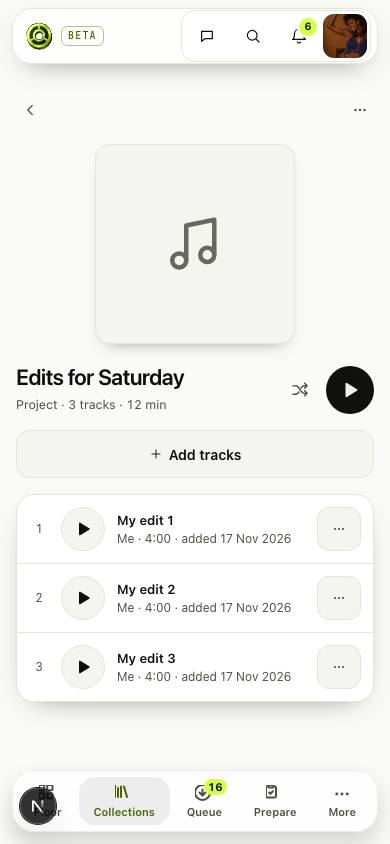 BETA
6
Edits for Saturday
Project · 3 tracks · 12 min
+ Add tracks
1
My edit 1
Me · 4:00 · added 17 Nov 2026
2
My edit 2
Me · 4:00 · added 17 Nov 2026
3
My edit 3
Me · 4:00 · added 17 Nov 2026
16
N
Collections
Queue
Prepare
More